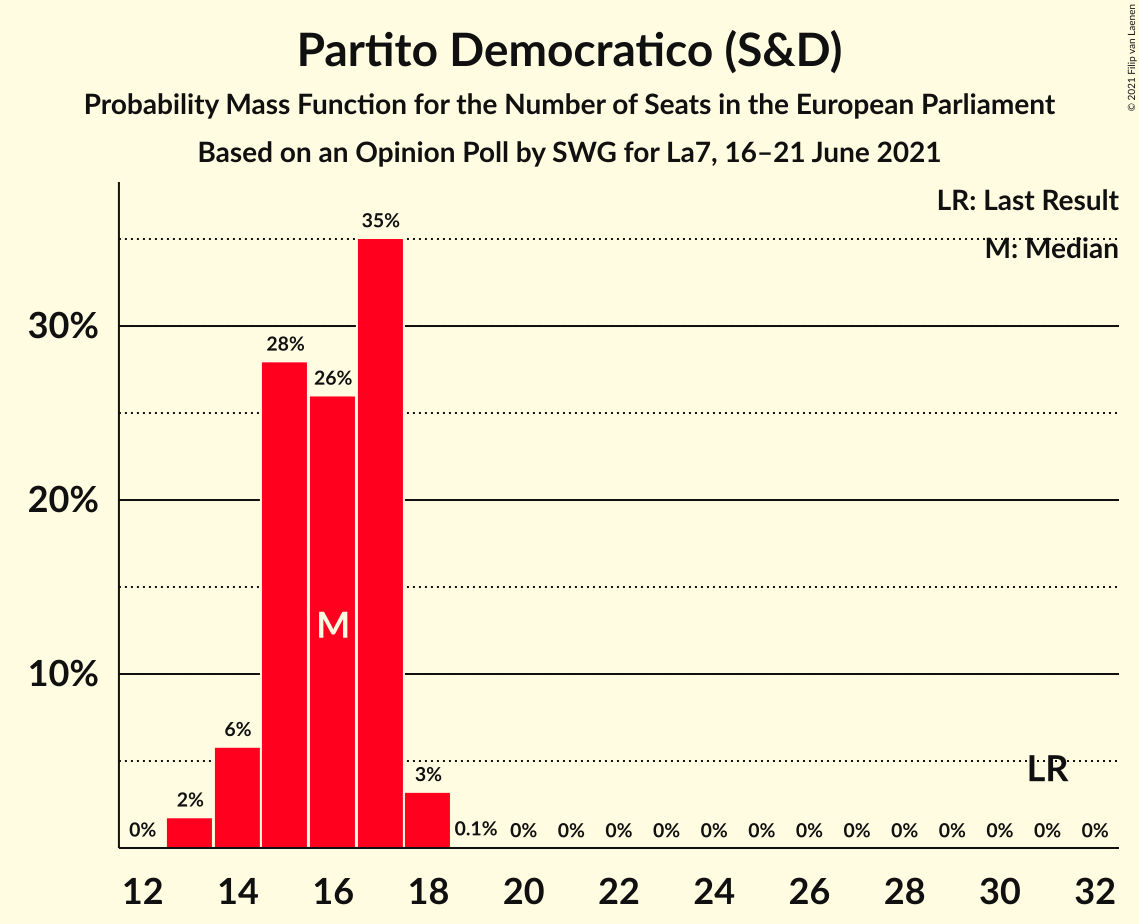 Partito Democratico (S&D)
Probability Mass Function for the Number of Seats in the European Parliament
Based on an Opinion Poll by SWG for La7, 16–21 June 2021
© 2021 Filip van Laenen
LR: Last Result
M: Median
35%
30%
28%
26%
20%
M
10%
6%
LR
3%
2%
0% 0.1% 0% 0% 0% 0% 0% 0% 0% 0% 0% 0% 0% 0% 0%
12 14 16 18 20 22 24 26 28 30 32